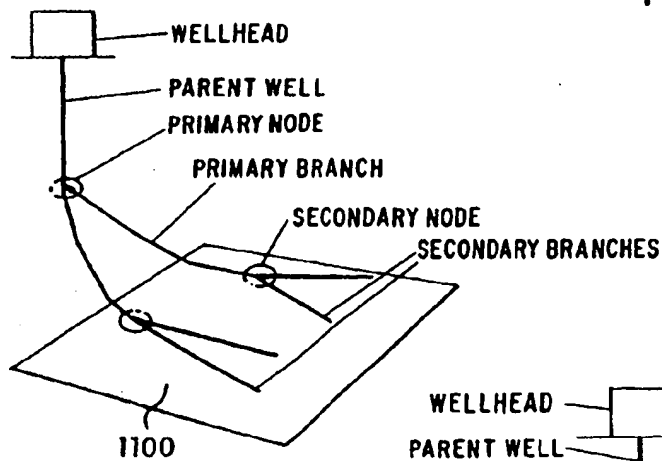 WELLHEAD
PARENT WELL
PRIMARY NODE
PRIMARY BRANCH
SECONDARY NODE
SECONDARY BRANCHES
1100
WELLHEAD
PARENT WELL